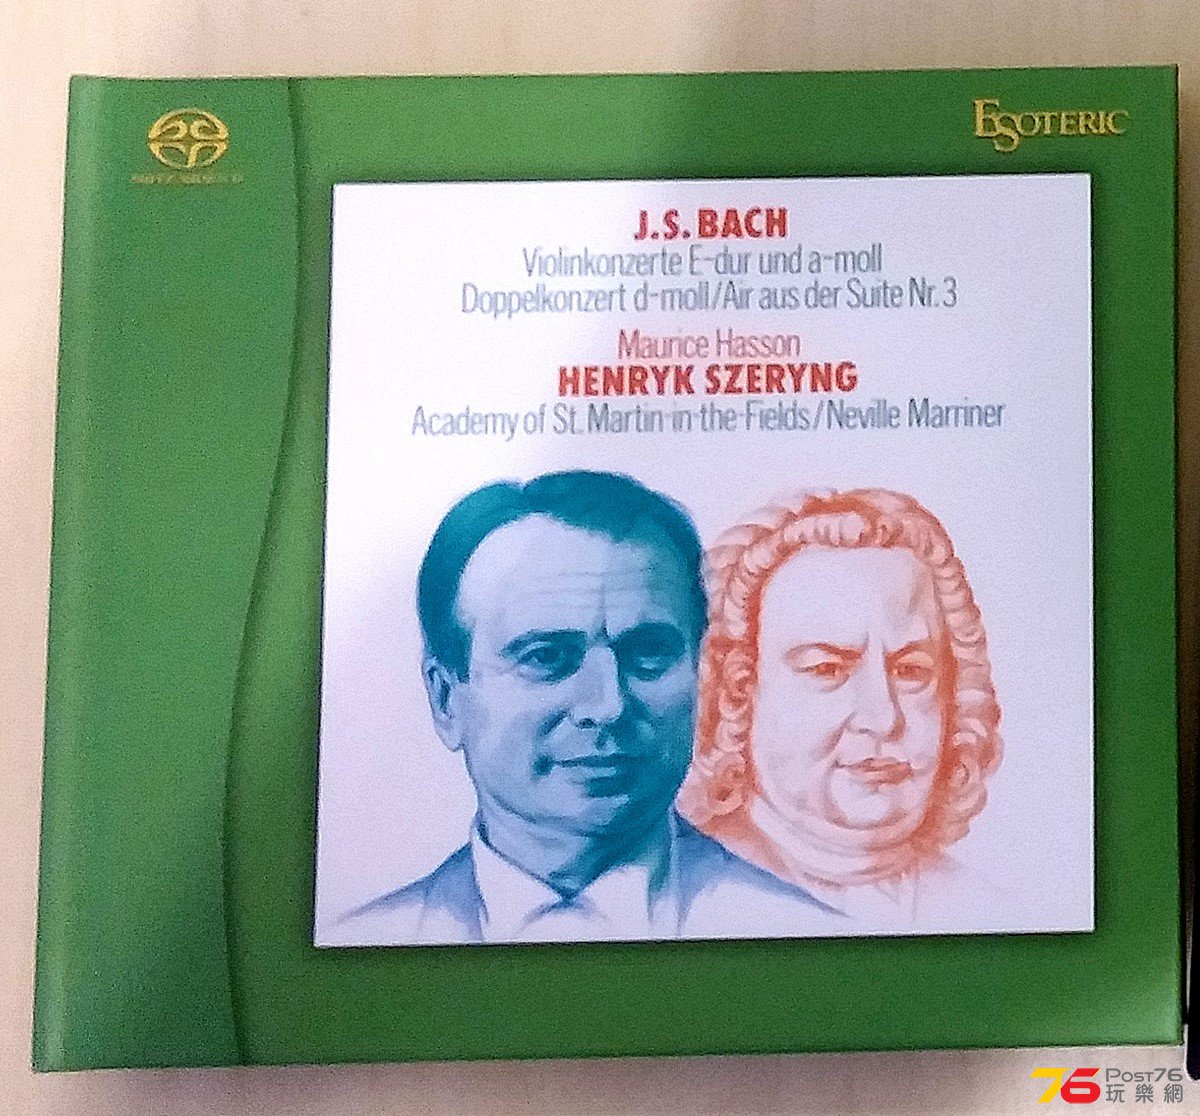 ESOTERIC
J.S. BACH
Violinkonzerte E-dur und a-moll
Doppelkonzert d-moll/Air aus der Suite Nr. 3
Maurice Hasson
HENRYK SZERYNG
Academy of St. Martin-in-the-Fields/Neville Marriner
76 POST76
玩樂網